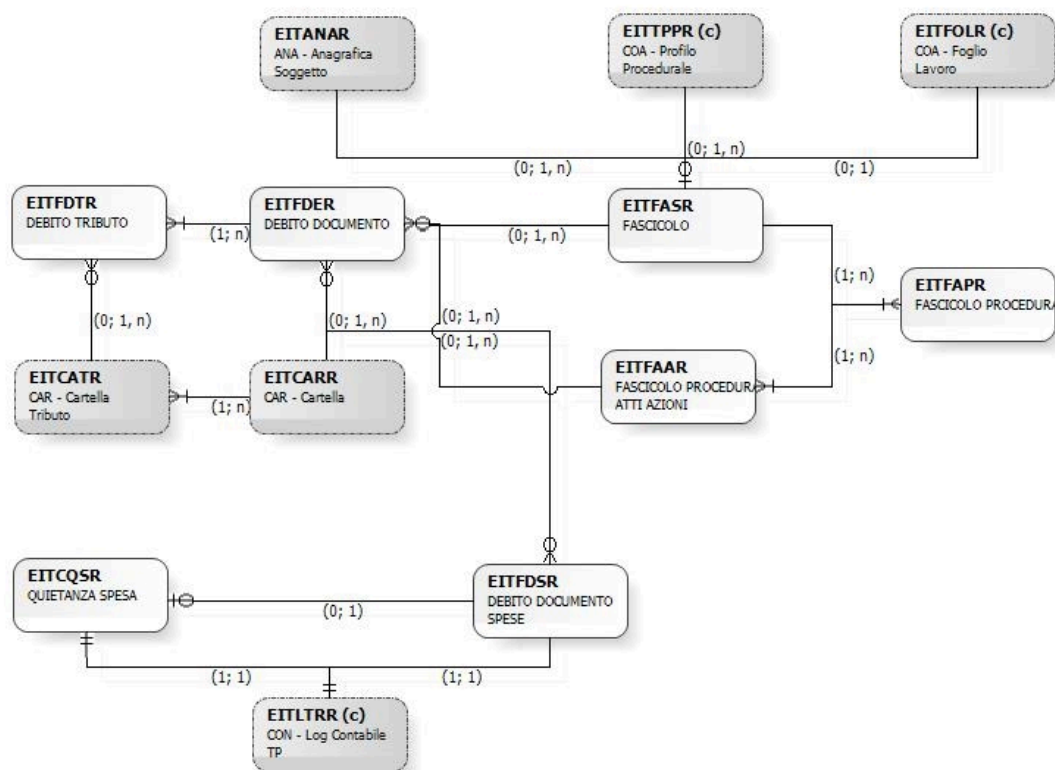 EITANAR
ANA - Anagrafica
Soggetto
EITTPPR (c)
COA - Profilo
Procedurale
EITFOLR (c)
COA - Foglio
Lavoro
(0; 1, n)
(0; 1, n)
(0; 1)
EITFDTR
DEBITO TRIBUTO
(1; n)
EITFDER
DEBITO DOCUMENTO
(0; 1, n)
EITFASR
FASCICOLO
(1; n)
EITFAPR
FASCICOLO PROCEDURA
(0; 1, n)
(0; 1, n)
(0; 1, n)
(0; 1, n)
(1; n)
EITCATR
CAR - Cartella
Tributo
(1; n)
EITCARR
CAR - Cartella
EITFAAR
FASCICOLO PROCEDURA
ATTI AZIONI
EITCQSR
QUIETANZA SPESA
(0; 1)
EITFDSR
DEBITO DOCUMENTO
SPESE
(1; 1)
(1; 1)
EITLTRR (c)
CON - Log Contabile
TP